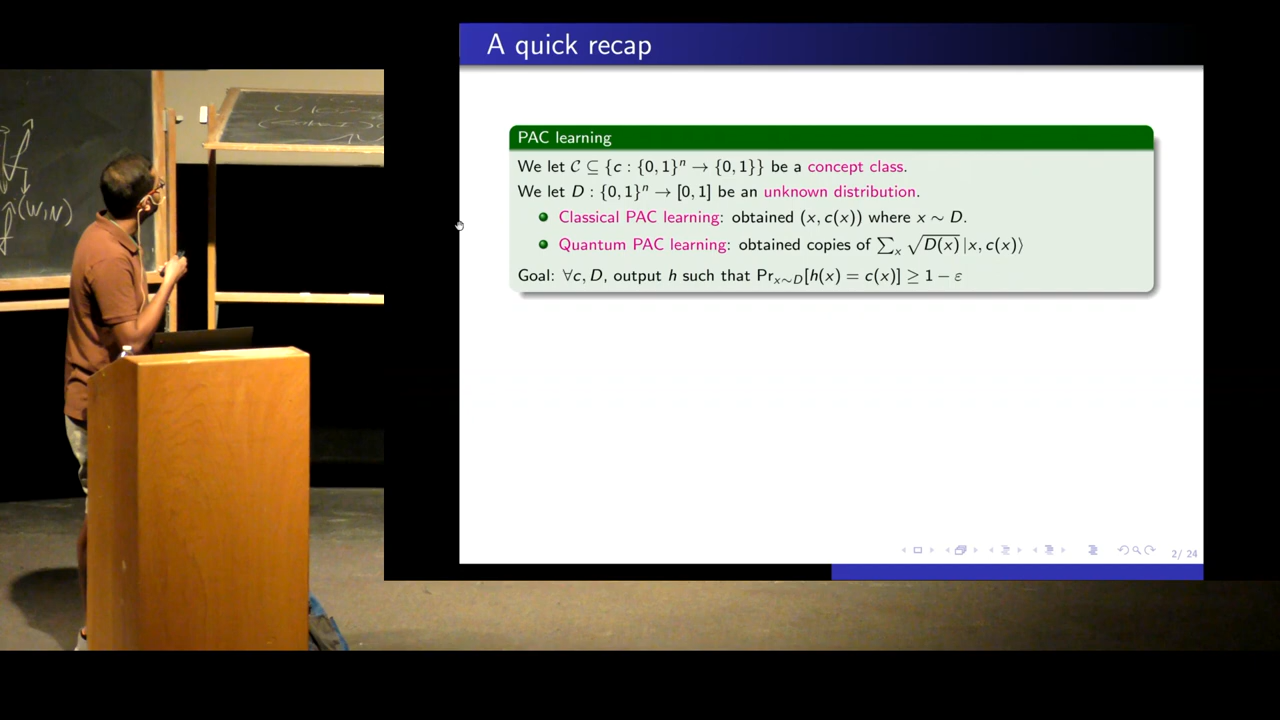 A quick recap
PAC learning
We let 𝒞 ⊆ {c : {0, 1}ⁿ → {0, 1}} be a concept class.
We let D : {0, 1}ⁿ → [0, 1] be an unknown distribution.
Classical PAC learning: obtained (x, c(x)) where x ∼ D.
Quantum PAC learning: obtained copies of ∑ₓ √D(x) |x, c(x)⟩
Goal: ∀c, D, output h such that Prₓ∼D[h(x) = c(x)] ≥ 1 − ε
2/ 24
(W,N)